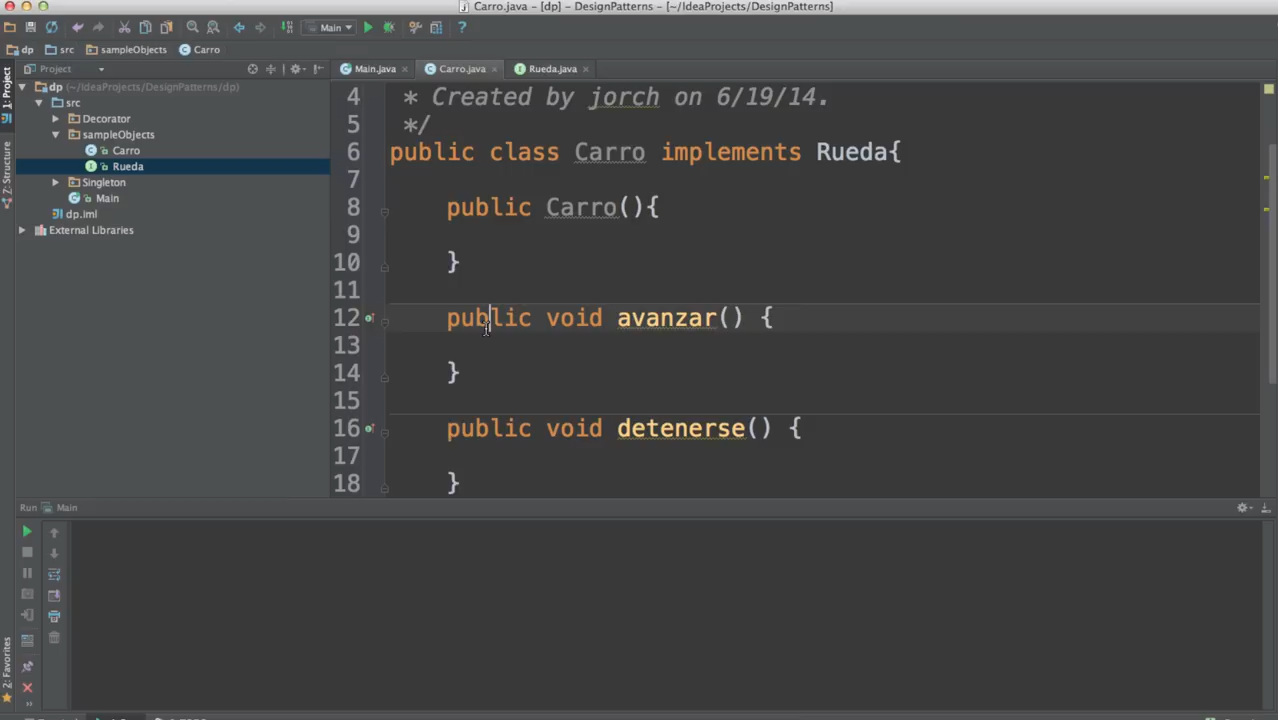 Carro.java - [dp] - DesignPatterns - [~/IdeaProjects/DesignPatterns]
Main
dp src sampleObjects Carro
Project
Main.java Carro.java Rueda.java
1: Project
Z: Structure
2: Favorites
dp (~/IdeaProjects/DesignPatterns/dp)
src
Decorator
sampleObjects
Carro
Rueda
Singleton
Main
dp.iml
External Libraries
4 * Created by jorch on 6/19/14.
5 */
6 public class Carro implements Rueda{
7
8 public Carro(){
9
10 }
11
12 public void avanzar() {
13
14 }
15
16 public void detenerse() {
17
18 }
Run Main